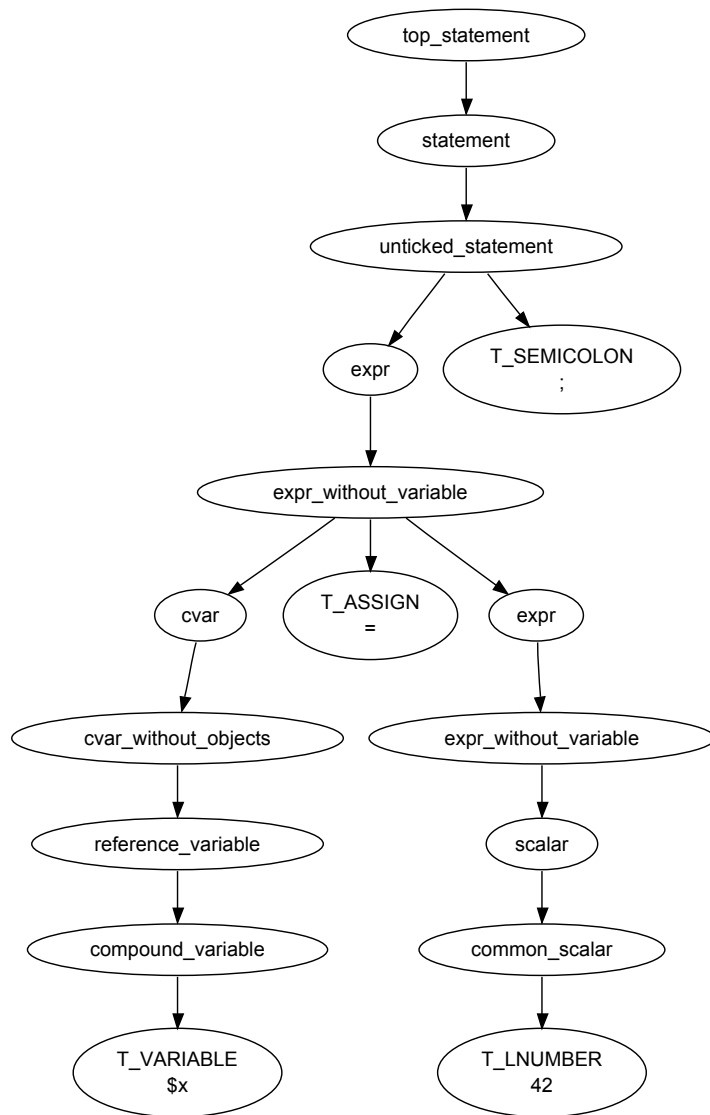 top_statement
statement
unticked_statement
expr
T_SEMICOLON
;
expr_without_variable
cvar
T_ASSIGN
=
expr
cvar_without_objects
expr_without_variable
reference_variable
scalar
compound_variable
common_scalar
T_VARIABLE
$x
T_LNUMBER
42